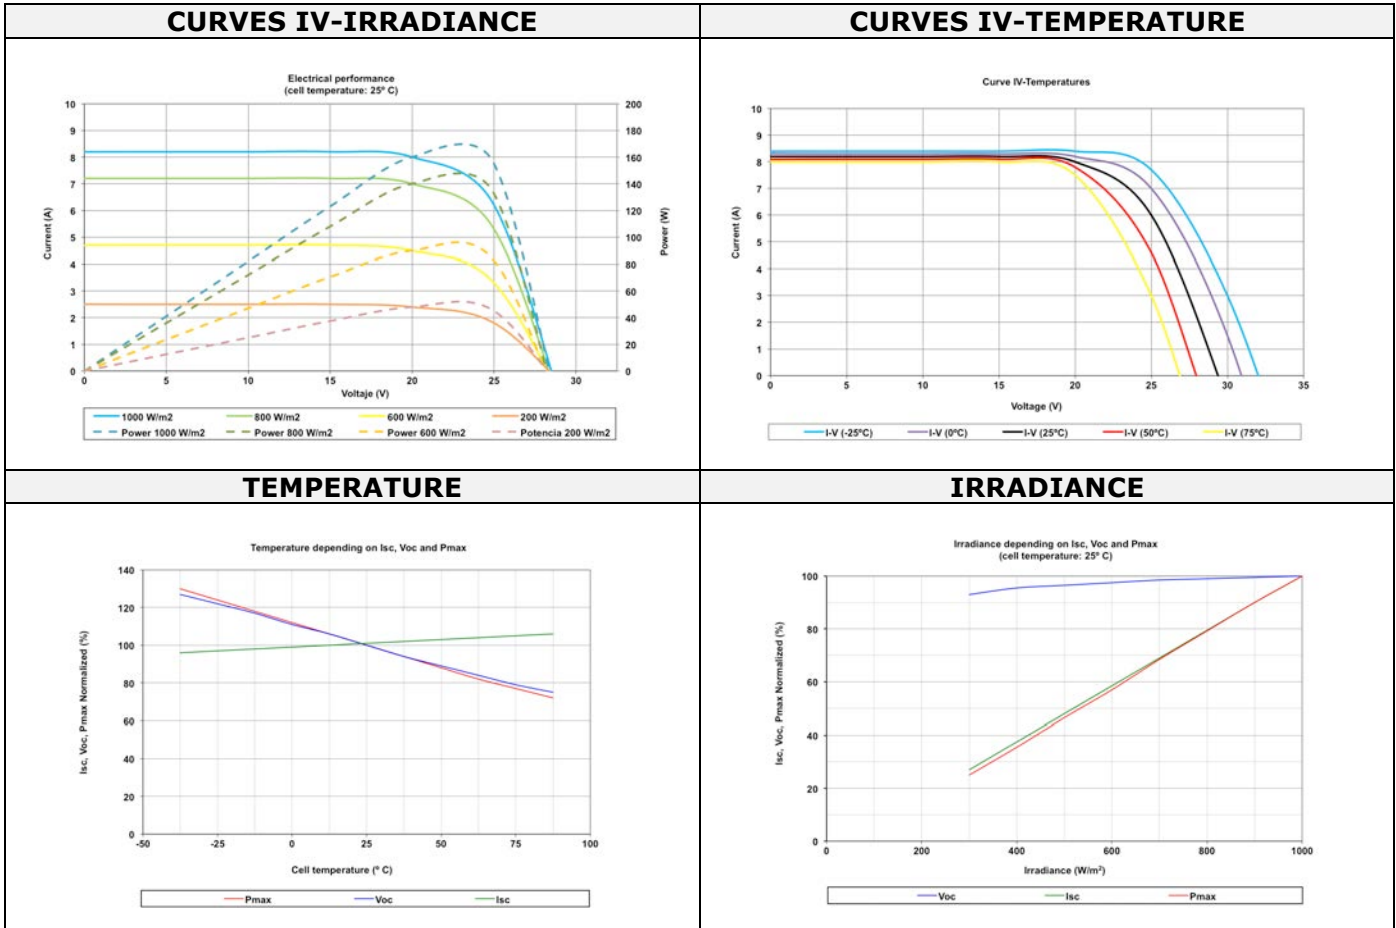 CURVES IV-IRRADIANCE
Electrical performance
(cell temperature: 25º C)
10
9
8
7
6
5
4
3
2
1
0
Current (A)
200
180
160
140
120
100
80
60
40
20
0
Power (W)
0
5
10
15
20
25
30
Voltaje (V)
1000 W/m2
800 W/m2
600 W/m2
200 W/m2
Power 1000 W/m2
Power 800 W/m2
Power 600 W/m2
Potencia 200 W/m2
CURVES IV-TEMPERATURE
Curve IV-Temperatures
10
9
8
7
6
5
4
3
2
1
0
Current (A)
0
5
10
15
20
25
30
35
Voltage (V)
I-V (-25ºC)
I-V (0ºC)
I-V (25ºC)
I-V (50ºC)
I-V (75ºC)
TEMPERATURE
Temperature depending on Isc, Voc and Pmax
140
120
100
80
60
40
20
0
Isc, Voc, Pmax Normalized (%)
-50
-25
0
25
50
75
100
Cell temperature (º C)
Pmax
Voc
Isc
IRRADIANCE
Irradiance depending on Isc, Voc and Pmax
(cell temperature: 25º C)
100
80
60
40
20
0
Isc, Voc, Pmax Normalized (%)
0
200
400
600
800
1000
Irradiance (W/m²)
Voc
Isc
Pmax